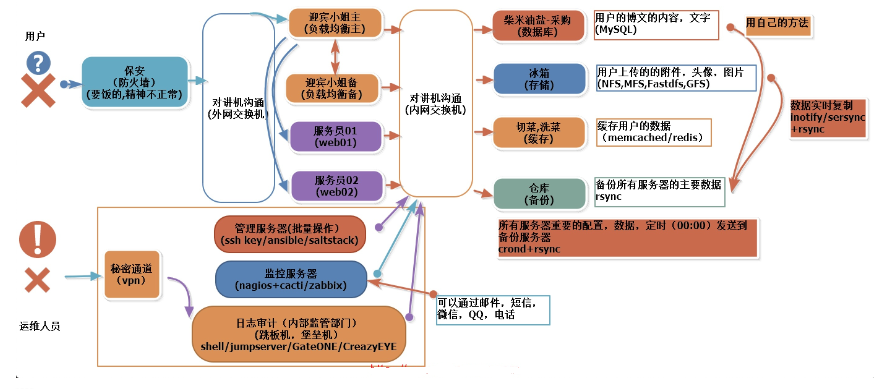 用户
?
保安
（防火墙）
(要饭的,精神不正常)
对讲机沟通
(外网交换机)
迎宾小姐主
(负载均衡主)
迎宾小姐备
(负载均衡备)
服务员01
(web01)
服务员02
(web02)
对讲机沟通
(内网交换机)
柴米油盐-采购
(数据库)
用户的博文的内容，文字
(MySQL)
用自己的方法
冰箱
(存储)
用户上传的的附件，头像，图片
(NFS,MFS,Fastdfs,GFS)
数据实时复制
inotify/sersync
+rsync
切菜,洗菜
(缓存)
缓存用户的数据
（memcached/redis）
仓库
(备份)
备份所有服务器的主要数据
rsync
所有服务器重要的配置，数据，定时（00:00）发送到
备份服务器
crond+rsync
!
运维人员
秘密通道
（vpn）
管理服务器(批量操作)
(ssh key/ansible/saltstack)
监控服务器
(nagios+cacti/zabbix)
日志审计（内部监管部门）
(跳板机，堡垒机)
shell/jumpserver/GateONE/CreazyEYE
可以通过邮件，短信，
微信，QQ，电话